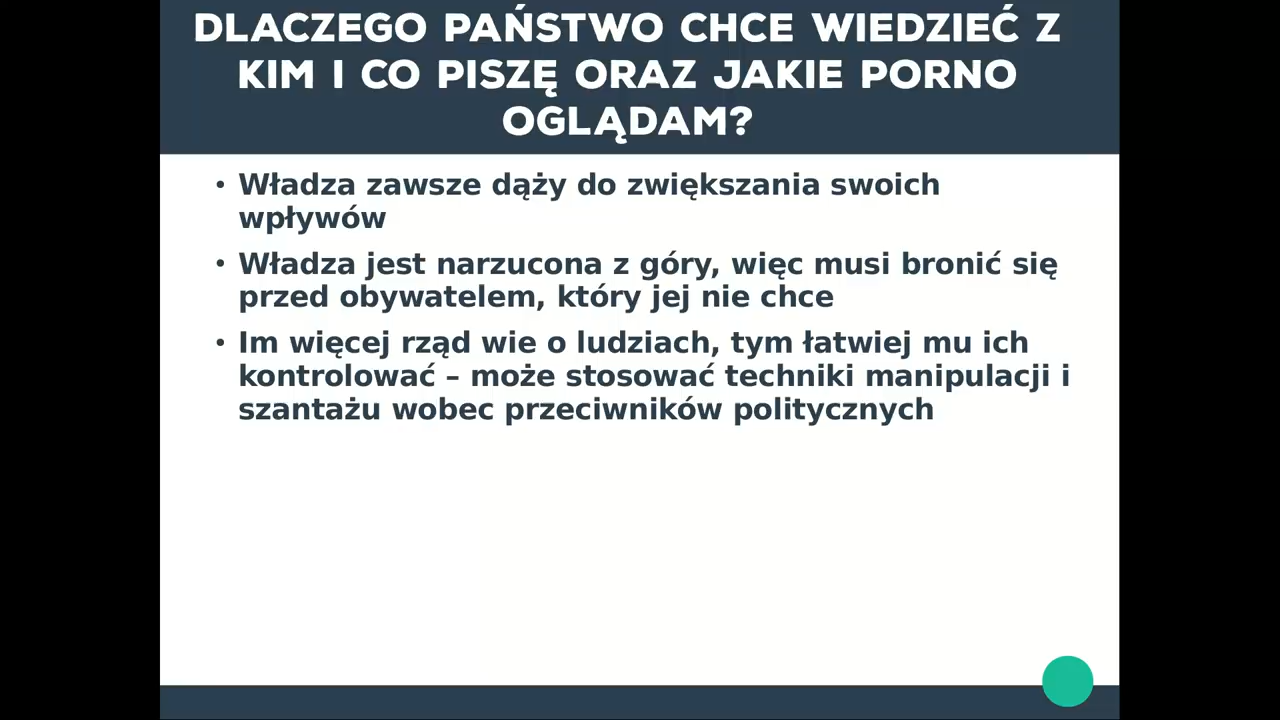 DLACZEGO PAŃSTWO CHCE WIEDZIEĆ Z
KIM I CO PISZĘ ORAZ JAKIE PORNO
OGLĄDAM?
• Władza zawsze dąży do zwiększania swoich
wpływów
• Władza jest narzucona z góry, więc musi bronić się
przed obywatelem, który jej nie chce
• Im więcej rząd wie o ludziach, tym łatwiej mu ich
kontrolować – może stosować techniki manipulacji i
szantażu wobec przeciwników politycznych